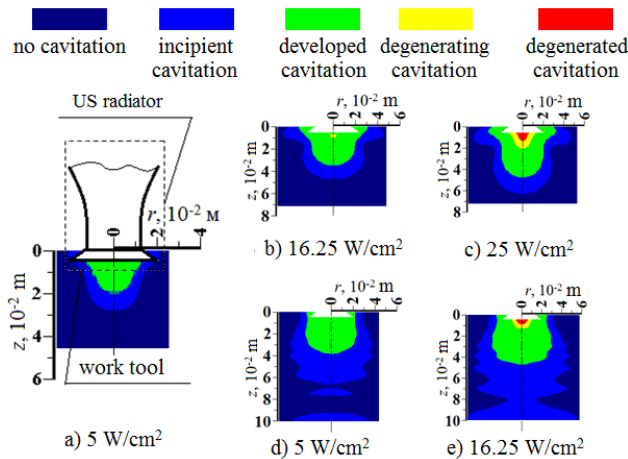 no cavitation
incipient cavitation
developed cavitation
degenerating cavitation
degenerated cavitation
US radiator
r, 10⁻² м
0 2 4
z, 10⁻² m
0
2
4
6
work tool
a) 5 W/cm²
r, 10⁻² m
0 2 4 6
z, 10⁻² m
0
2
4
6
8
b) 16.25 W/cm²
r, 10⁻² m
0 2 4 6
z, 10⁻² m
0
2
4
6
8
c) 25 W/cm²
r, 10⁻² m
0 2 4 6
z, 10⁻² m
0
2
4
6
8
10
d) 5 W/cm²
r, 10⁻² m
0 2 4 6
z, 10⁻² m
0
2
4
6
8
10
e) 16.25 W/cm²